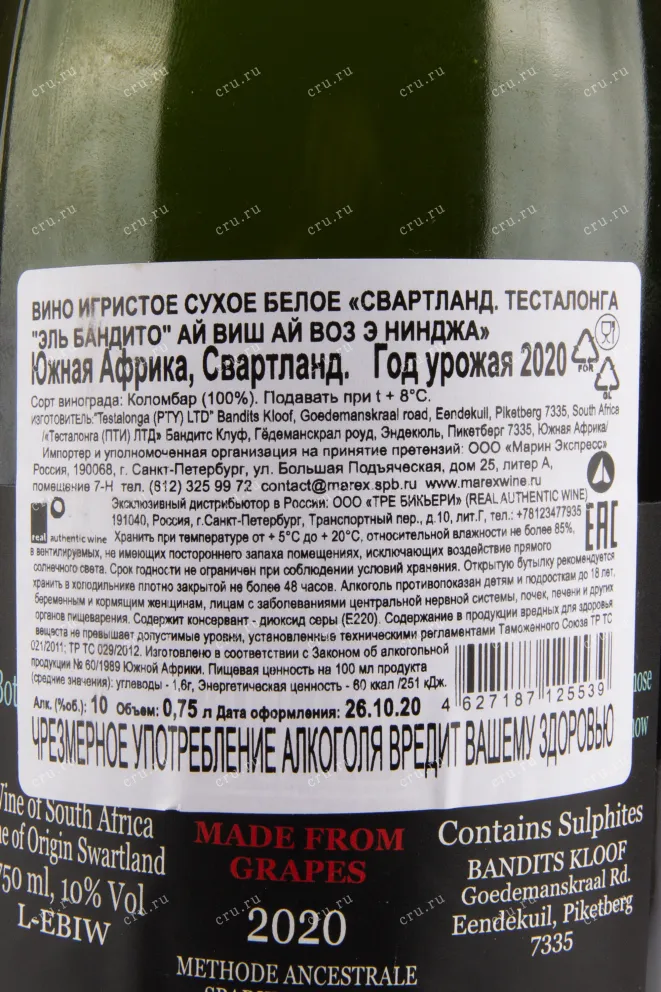 ВИНО ИГРИСТОЕ СУХОЕ БЕЛОЕ «СВАРТЛАНД. ТЕСТАЛОНГА
"ЭЛЬ БАНДИТО" АЙ ВИШ АЙ ВОЗ Э НИНДЖА»
Южная Африка, Свартланд. Год урожая 2020
FOR
GL
Сорт винограда: Коломбар (100%). Подавать при t + 8°C.
ИЗГОТОВИТЕЛЬ:"Testalonga (PTY) LTD" Bandits Kloof, Goedemanskraal road, Eendekuil, Piketberg 7335, South Africa
/«Тесталонга (ПТИ) ЛТД» Бандитс Клуф, Гёдеманскрал роуд, Эндекюль, Пикетберг 7335, Южная Африка/
Импортер и уполномоченная организация на принятие претензий: ООО «Марин Экспресс»
Россия, 190068, г. Санкт-Петербург, ул. Большая Подъяческая, дом 25, литер А,
помещение 7-Н тел. (812) 325 99 72 contact@marex.spb.ru www.marexwine.ru
Эксклюзивный дистрибьютор в России: ООО «ТРЕ БИКЬЕРИ» (REAL AUTHENTIC WINE)
191040, Россия, г.Санкт-Петербург, Транспортный пер., д.10, лит.Г, тел.: +78123477935
real authentic wine
EAC
Хранить при температуре от + 5°C до + 20°C, относительной влажности не более 85%,
в вентилируемых, не имеющих постороннего запаха помещениях, исключающих воздействие прямого
солнечного света. Срок годности не ограничен при соблюдении условий хранения. Открытую бутылку рекомендуется
хранить в холодильнике плотно закрытой не более 48 часов. Алкоголь противопоказан детям и подросткам до 18 лет,
беременным и кормящим женщинам, лицам с заболеваниями центральной нервной системы, почек, печени и других
органов пищеварения. Содержит консервант - диоксид серы (E220). Содержание в продукции вредных для здоровья
веществ не превышает допустимые уровни, установленные техническими регламентами Таможенного Союза ТР ТС
021/2011; ТР ТС 029/2012. Изготовлено в соответствии с Законом об алкогольной
продукции № 60/1989 Южной Африки. Пищевая ценность на 100 мл продукта
(средние значения): углеводы - 1,6г, Энергетическая ценность - 60 ккал /251 кДж.
Алк. (%об.): 10 Объем: 0,75 л Дата оформления: 26.10.20
4 627187 125539
ЧРЕЗМЕРНОЕ УПОТРЕБЛЕНИЕ АЛКОГОЛЯ ВРЕДИТ ВАШЕМУ ЗДОРОВЬЮ
Wine of South Africa
Origin Swartland
750 ml, 10% Vol
L-EBIW
MADE FROM
GRAPES
2020
METHODE ANCESTRALE
Contains Sulphites
BANDITS KLOOF
Goedemanskraal Rd.
Eendekuil, Piketberg
7335
cru.ru